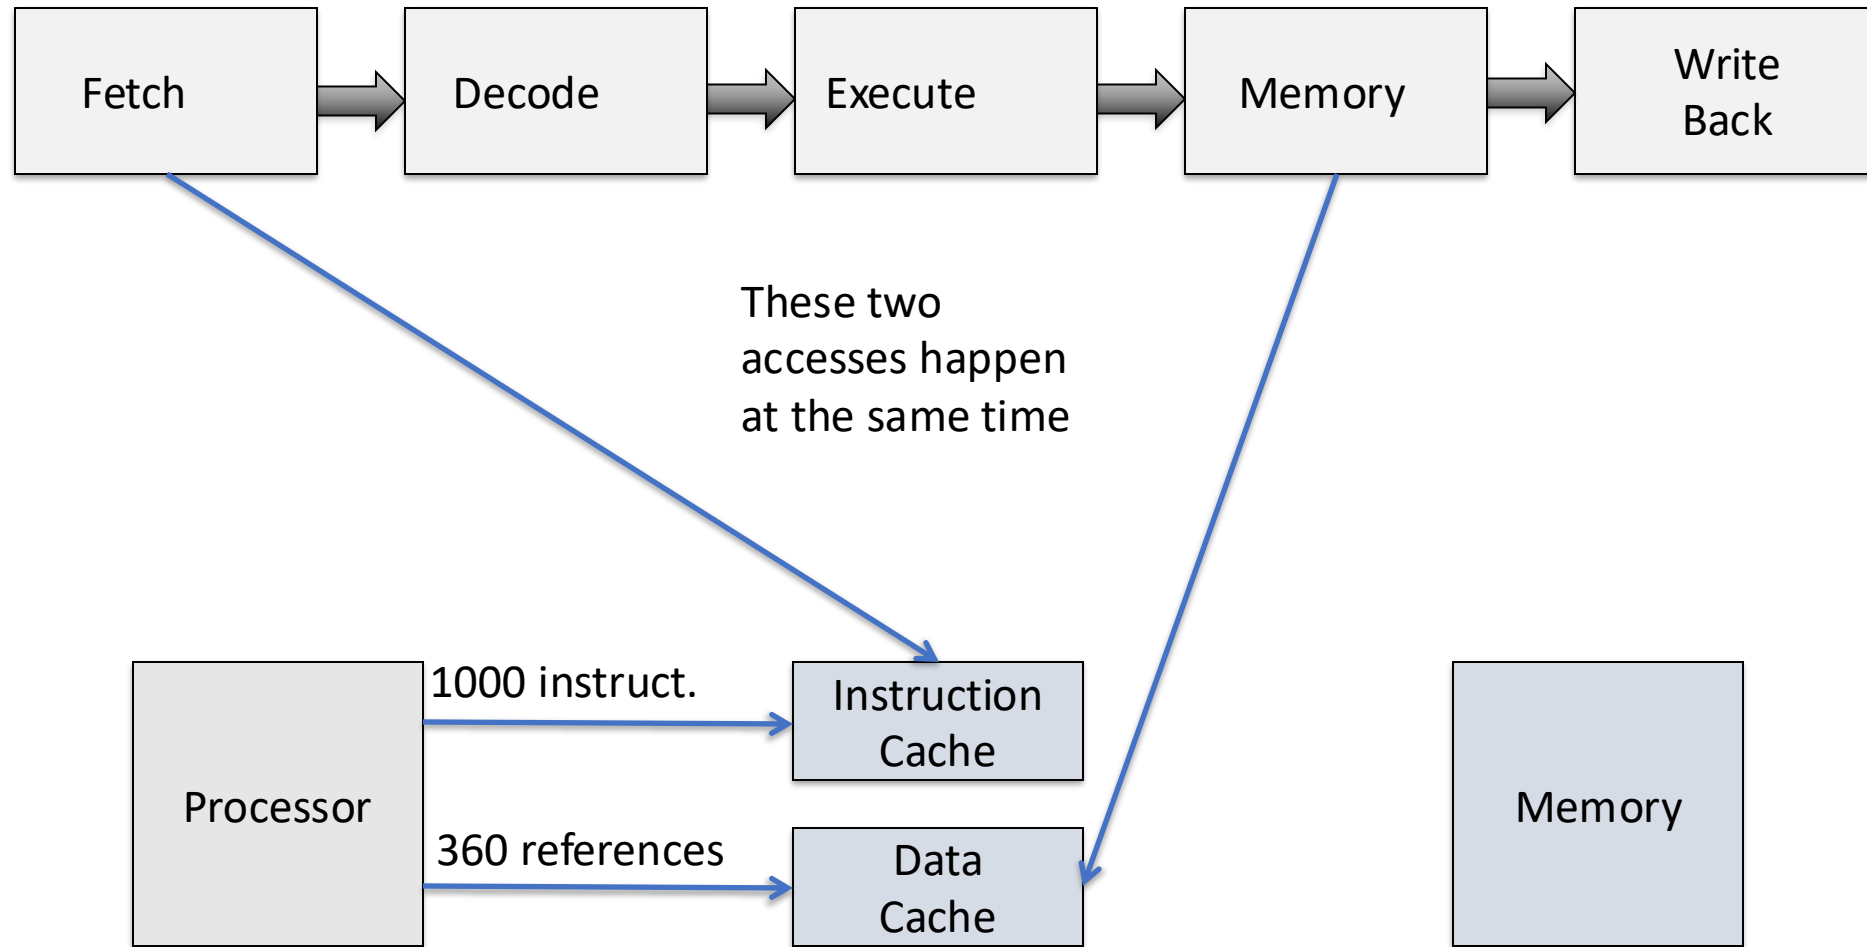 Fetch
Decode
Execute
Memory
Write
Back
These two
accesses happen
at the same time
1000 instruct.
Instruction
Cache
Processor
Memory
360 references
Data
Cache